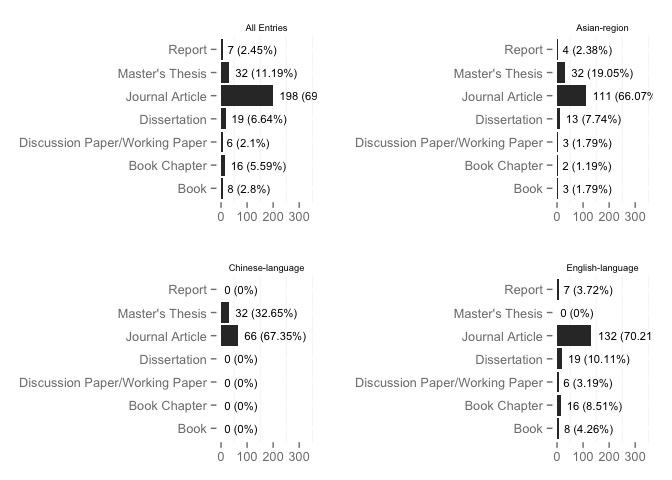 All Entries
Report 7 (2.45%)
Master's Thesis 32 (11.19%)
Journal Article 198 (69
Dissertation 19 (6.64%)
Discussion Paper/Working Paper 6 (2.1%)
Book Chapter 16 (5.59%)
Book 8 (2.8%)
0 100 200 300
Asian-region
Report 4 (2.38%)
Master's Thesis 32 (19.05%)
Journal Article 111 (66.07%
Dissertation 13 (7.74%)
Discussion Paper/Working Paper 3 (1.79%)
Book Chapter 2 (1.19%)
Book 3 (1.79%)
0 100 200 300
Chinese-language
Report 0 (0%)
Master's Thesis 32 (32.65%)
Journal Article 66 (67.35%)
Dissertation 0 (0%)
Discussion Paper/Working Paper 0 (0%)
Book Chapter 0 (0%)
Book 0 (0%)
0 100 200 300
English-language
Report 7 (3.72%)
Master's Thesis 0 (0%)
Journal Article 132 (70.21
Dissertation 19 (10.11%)
Discussion Paper/Working Paper 6 (3.19%)
Book Chapter 16 (8.51%)
Book 8 (4.26%)
0 100 200 300